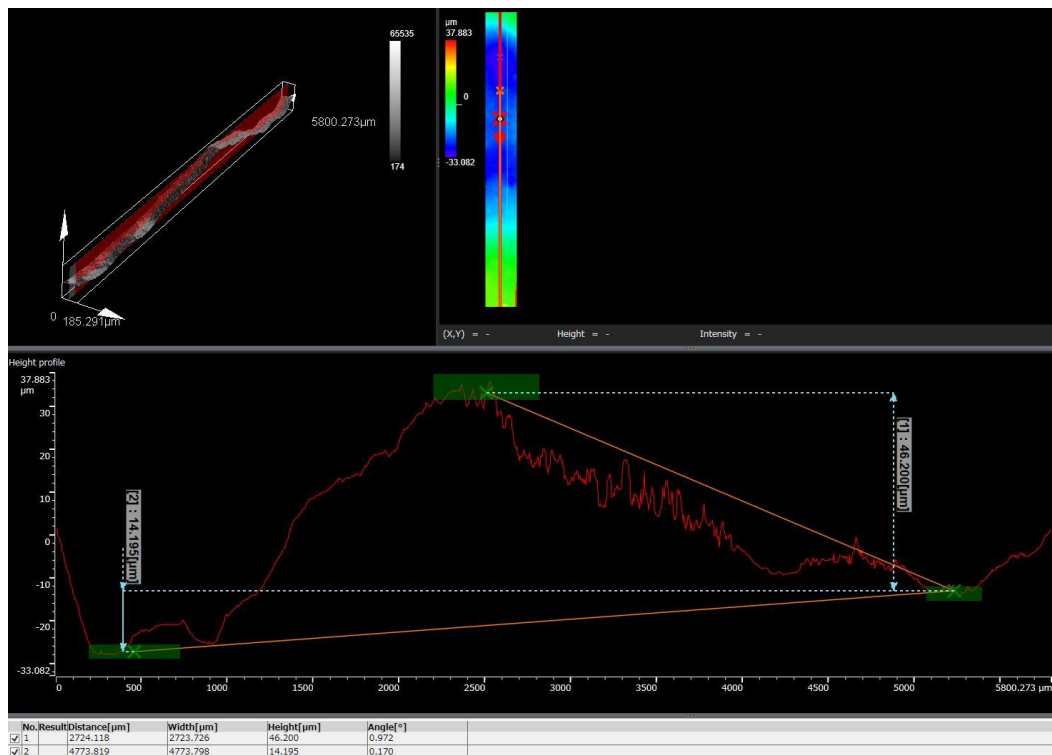 65535
5800.273µm
174
0
185.291µm
µm
37.883
0
-33.082
(X,Y) = - Height = - Intensity = -
Height profile
37.883
µm
30
20
10
0
-10
-20
-33.082
[2] : 14.195[µm]
[1] : 46.200[µm]
0 500 1000 1500 2000 2500 3000 3500 4000 4500 5000 5800.273 µm
No. Result Distance[µm] Width[µm] Height[µm] Angle[°]
1 2724.118 2723.726 46.200 0.972
2 4773.819 4773.798 14.195 0.170